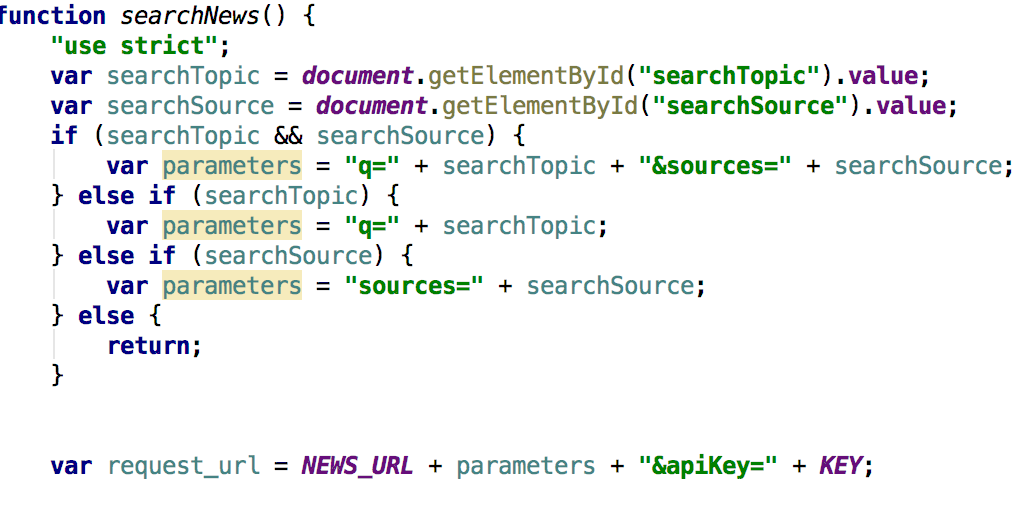 function searchNews() {
"use strict";
var searchTopic = document.getElementById("searchTopic").value;
var searchSource = document.getElementById("searchSource").value;
if (searchTopic && searchSource) {
var parameters = "q=" + searchTopic + "&sources=" + searchSource;
} else if (searchTopic) {
var parameters = "q=" + searchTopic;
} else if (searchSource) {
var parameters = "sources=" + searchSource;
} else {
return;
}
var request_url = NEWS_URL + parameters + "&apiKey=" + KEY;